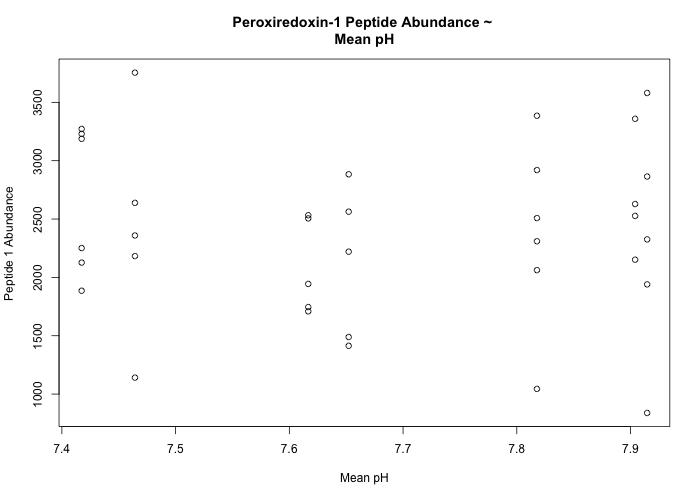 Peroxiredoxin-1 Peptide Abundance ~
Mean pH
Peptide 1 Abundance
3500
3000
2500
2000
1500
1000
7.4 7.5 7.6 7.7 7.8 7.9
Mean pH